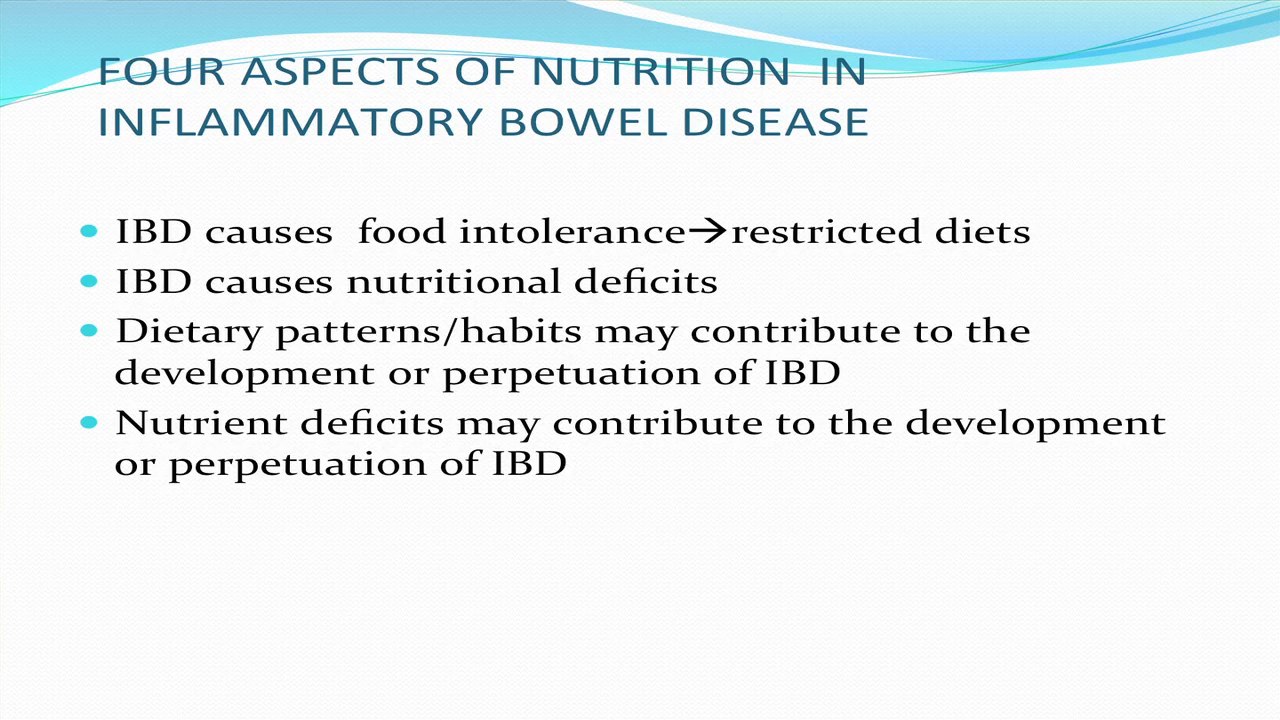 FOUR ASPECTS OF NUTRITION  IN
INFLAMMATORY BOWEL DISEASE
• IBD causes  food intolerance→restricted diets
• IBD causes nutritional deficits
• Dietary patterns/habits may contribute to the
development or perpetuation of IBD
• Nutrient deficits may contribute to the development
or perpetuation of IBD